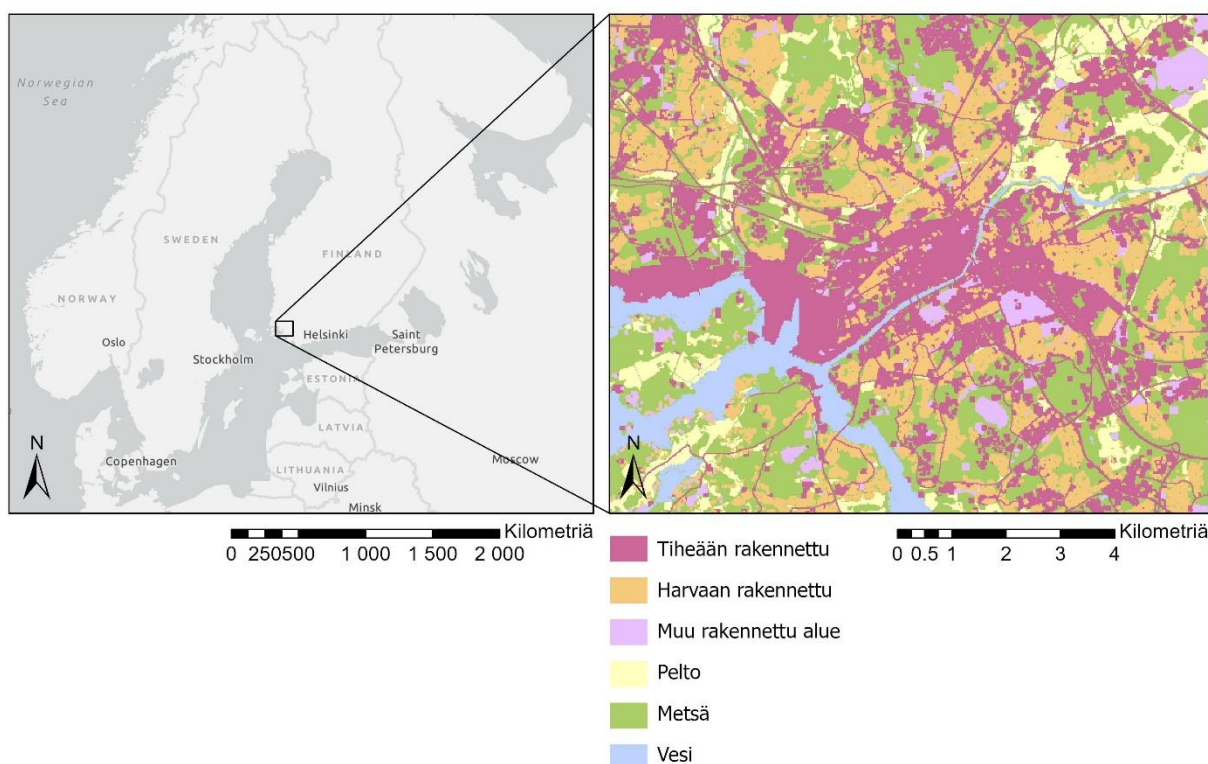 Norwegian
Sea
SWEDEN
FINLAND
NORWAY
Oslo
Helsinki
Saint
Petersburg
Stockholm
ESTONIA
LATVIA
N
Copenhagen
Moscow
LITHUANIA
Vilnius
Minsk
Kilometriä
0 250500 1 000 1 500 2 000
N
Kilometriä
0 0.5 1 2 3 4
Tiheään rakennettu
Harvaan rakennettu
Muu rakennettu alue
Pelto
Metsä
Vesi